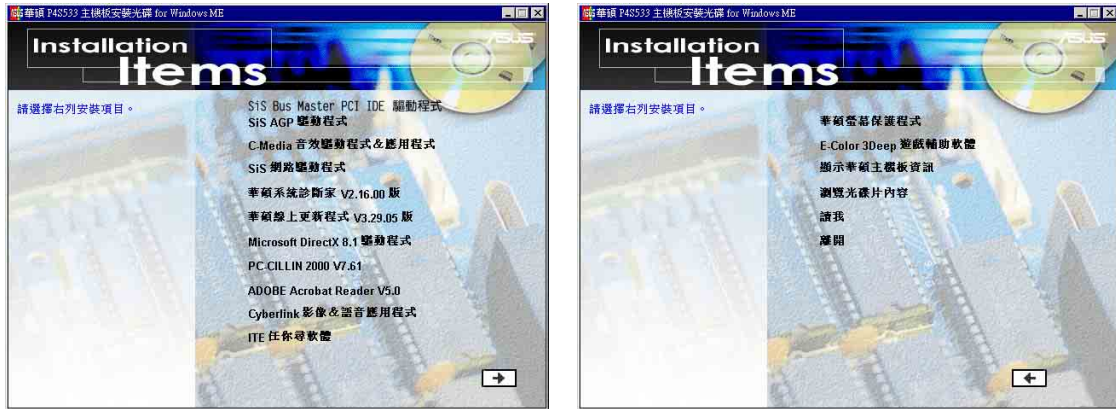 華碩 P4S533 主機板安裝光碟 for Windows ME
Installation
Items
ASUS
請選擇右列安裝項目。
SiS Bus Master PCI IDE 驅動程式
SiS AGP 驅動程式
C-Media 音效驅動程式&應用程式
SiS 網路驅動程式
華碩系統診斷家 V2.16.00 版
華碩線上更新程式 V3.29.05 版
Microsoft DirectX 8.1 驅動程式
PC-CILLIN 2000 V7.61
ADOBE Acrobat Reader V5.0
Cyberlink 影像&語音應用程式
ITE 任你尋軟體
華碩 P4S533 主機板安裝光碟 for Windows ME
Installation
Items
ASUS
請選擇右列安裝項目。
華碩螢幕保護程式
E-Color 3Deep 遊戲輔助軟體
顯示華碩主機板資訊
瀏覽光碟片內容
讀我
離開